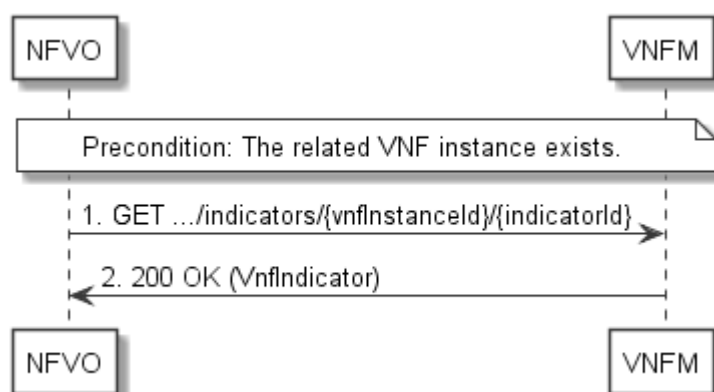 NFVO
VNFM
Precondition: The related VNF instance exists.
1. GET .../indicators/{vnfInstanceId}/{indicatorId}
2. 200 OK (VnfIndicator)
NFVO
VNFM